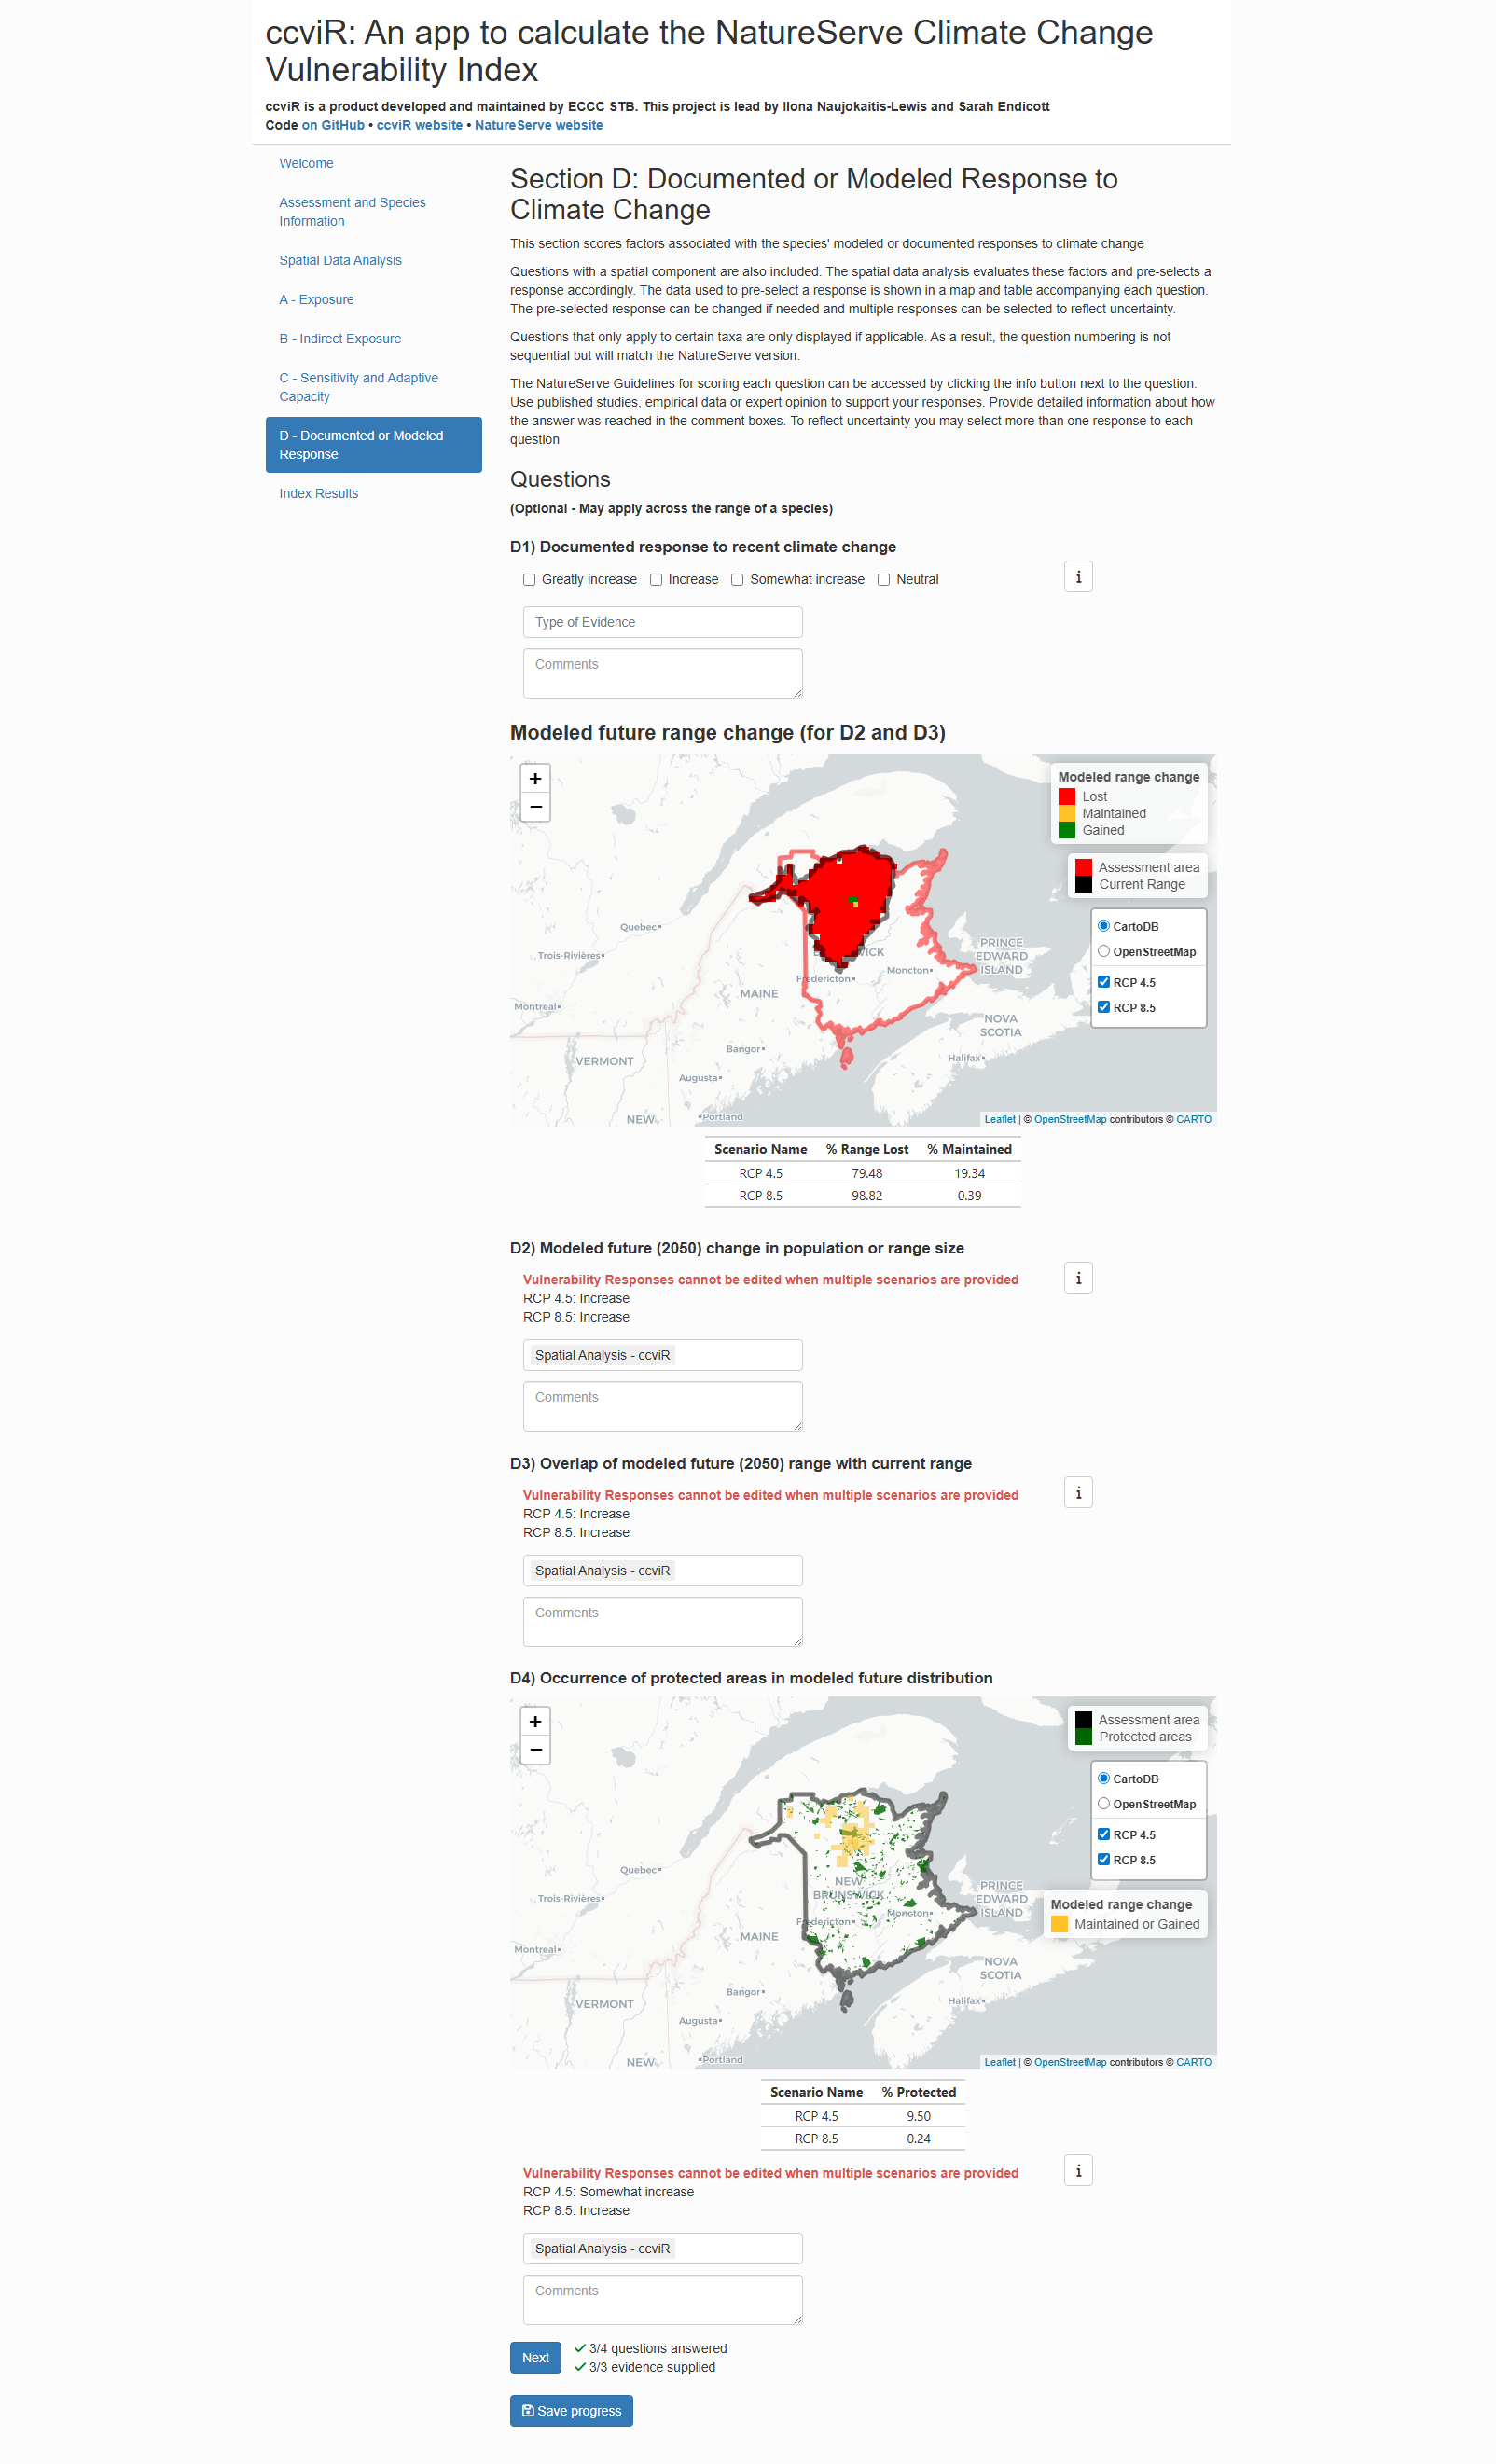 ccviR: An app to calculate the NatureServe Climate Change
Vulnerability Index
ccviR is a product developed and maintained by ECCC STB. This project is lead by Ilona Naujokaitis-Lewis and Sarah Endicott
Code on GitHub • ccviR website • NatureServe website
Welcome
Assessment and Species
Information
Spatial Data Analysis
A - Exposure
B - Indirect Exposure
C - Sensitivity and Adaptive
Capacity
D - Documented or Modeled
Response
Index Results
Section D: Documented or Modeled Response to
Climate Change
This section scores factors associated with the species' modeled or documented responses to climate change
Questions with a spatial component are also included. The spatial data analysis evaluates these factors and pre-selects a
response accordingly. The data used to pre-select a response is shown in a map and table accompanying each question.
The pre-selected response can be changed if needed and multiple responses can be selected to reflect uncertainty.
Questions that only apply to certain taxa are only displayed if applicable. As a result, the question numbering is not
sequential but will match the NatureServe version.
The NatureServe Guidelines for scoring each question can be accessed by clicking the info button next to the question.
Use published studies, empirical data or expert opinion to support your responses. Provide detailed information about how
the answer was reached in the comment boxes. To reflect uncertainty you may select more than one response to each
question
Questions
(Optional - May apply across the range of a species)
D1) Documented response to recent climate change
Greatly increase Increase Somewhat increase Neutral
i
Type of Evidence
Comments
Modeled future range change (for D2 and D3)
+
−
Modeled range change
Lost
Maintained
Gained
Assessment area
Current Range
CartoDB
OpenStreetMap
RCP 4.5
RCP 8.5
Quebec
Trois-Rivières
Montreal
MAINE
VERMONT
Bangor
Augusta
NEW
Portland
Fredericton
Moncton
PRINCE
EDWARD
ISLAND
NOVA
SCOTIA
Halifax
Leaflet | © OpenStreetMap contributors © CARTO
Scenario Name % Range Lost % Maintained
RCP 4.5 79.48 19.34
RCP 8.5 98.82 0.39
D2) Modeled future (2050) change in population or range size
Vulnerability Responses cannot be edited when multiple scenarios are provided
i
RCP 4.5: Increase
RCP 8.5: Increase
Spatial Analysis - ccviR
Comments
D3) Overlap of modeled future (2050) range with current range
Vulnerability Responses cannot be edited when multiple scenarios are provided
i
RCP 4.5: Increase
RCP 8.5: Increase
Spatial Analysis - ccviR
Comments
D4) Occurrence of protected areas in modeled future distribution
+
−
Assessment area
Protected areas
CartoDB
OpenStreetMap
RCP 4.5
RCP 8.5
Modeled range change
Maintained or Gained
Quebec
Trois-Rivières
Montreal
NEW
BRUNSWICK
Fredericton
Moncton
PRINCE
EDWARD
ISLAND
MAINE
NOVA
SCOTIA
VERMONT
Bangor
Halifax
Augusta
NEW
Portland
Leaflet | © OpenStreetMap contributors © CARTO
Scenario Name % Protected
RCP 4.5 9.50
RCP 8.5 0.24
Vulnerability Responses cannot be edited when multiple scenarios are provided
i
RCP 4.5: Somewhat increase
RCP 8.5: Increase
Spatial Analysis - ccviR
Comments
Next
3/4 questions answered
3/3 evidence supplied
Save progress